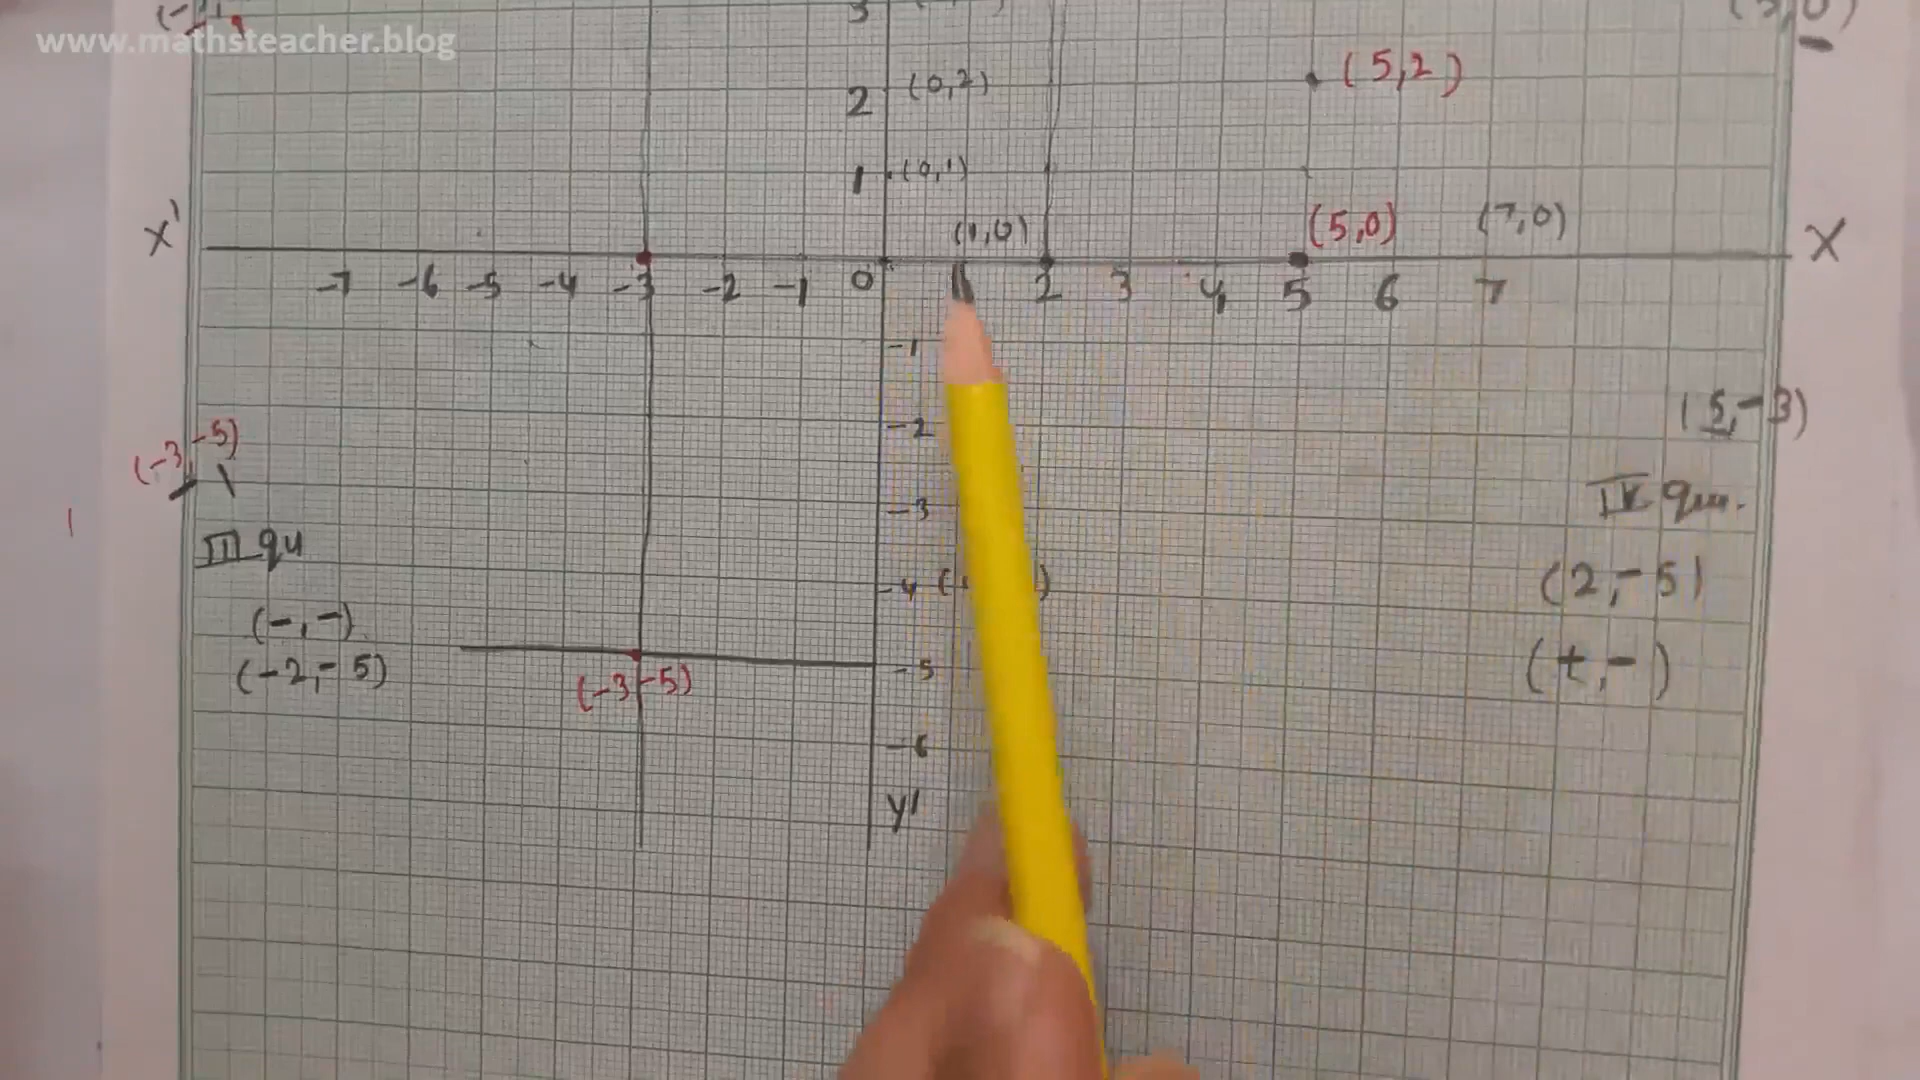 www.mathsteacher.blog
3
2 (0,2)
(5,2)
1 (0,1)
X'
(1,0)
(5,0)
(7,0)
X
-7 -6 -5 -4 -3 -2 -1 0 1 2 3 4 5 6 7
-1
-2
(5,-3)
(-3,-5)
-3
IV qu.
III qu
-4
(2,-5)
(-,-)
(+,-)
(-2,-5)
(-3,-5)
-5
-6
y'